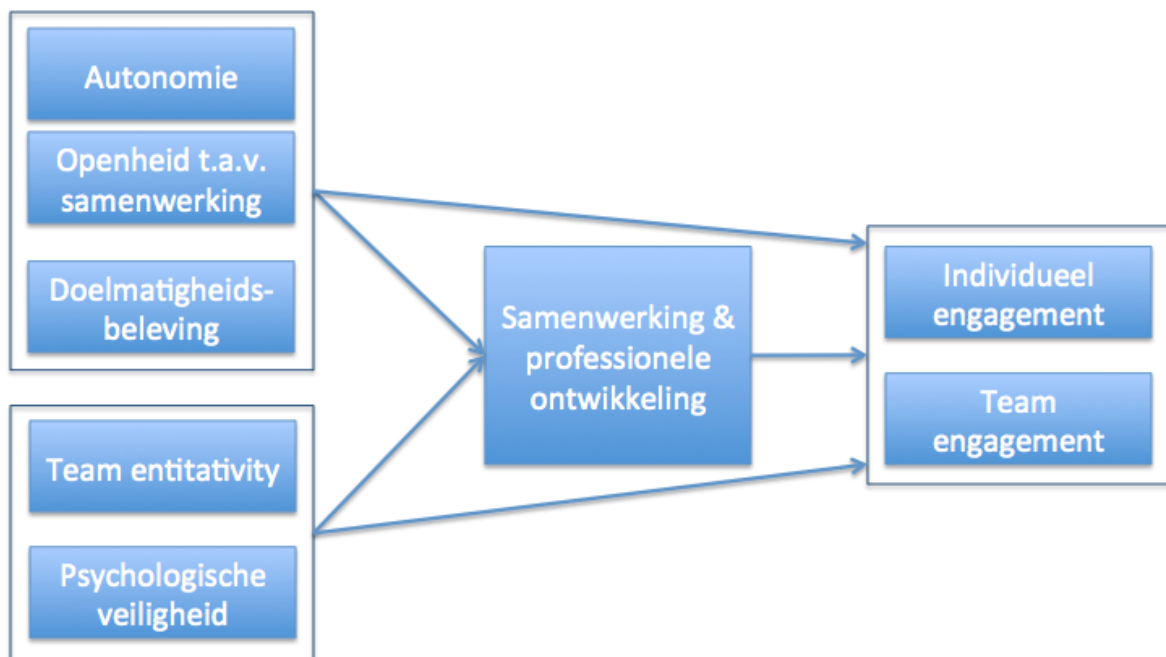 Autonomie
Openheid t.a.v.
samenwerking
Doelmatigheids-
beleving
Team entitativity
Psychologische
veiligheid
Samenwerking &
professionele
ontwikkeling
Individueel
engagement
Team
engagement